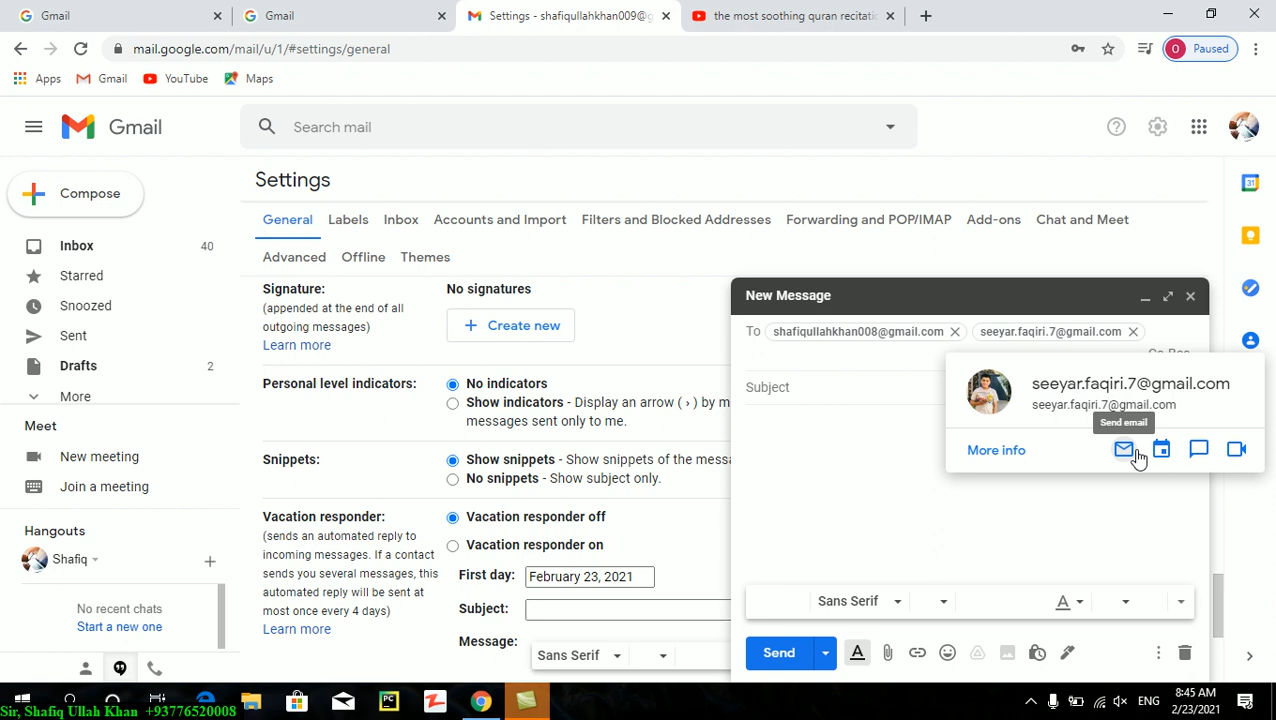 Gmail
Gmail
Settings - shafiqullahkhan009@g
the most soothing quran recitati
mail.google.com/mail/u/1/#settings/general
O Paused
Apps Gmail YouTube Maps
Gmail
Search mail
Compose
Inbox 40
Starred
Snoozed
Sent
Drafts 2
More
Meet
New meeting
Join a meeting
Hangouts
Shafiq
No recent chats
Start a new one
Settings
General Labels Inbox Accounts and Import Filters and Blocked Addresses Forwarding and POP/IMAP Add-ons Chat and Meet
Advanced Offline Themes
Signature:
(appended at the end of all
outgoing messages)
Learn more
No signatures
+ Create new
Personal level indicators:
No indicators
Show indicators - Display an arrow ( › ) by m
messages sent only to me.
Snippets:
Show snippets - Show snippets of the messa
No snippets - Show subject only.
Vacation responder:
(sends an automated reply to
incoming messages. If a contact
sends you several messages, this
automated reply will be sent at
most once every 4 days)
Learn more
Vacation responder off
Vacation responder on
First day: February 23, 2021
Subject:
Message:
Sans Serif
New Message
To shafiqullahkhan008@gmail.com seeyar.faqiri.7@gmail.com
Subject
seeyar.faqiri.7@gmail.com
seeyar.faqiri.7@gmail.com
Send email
More info
31
Sans Serif
A
Send
A
PC
ENG
8:45 AM
2/23/2021
Sir, Shafiq Ullah Khan +93776520008